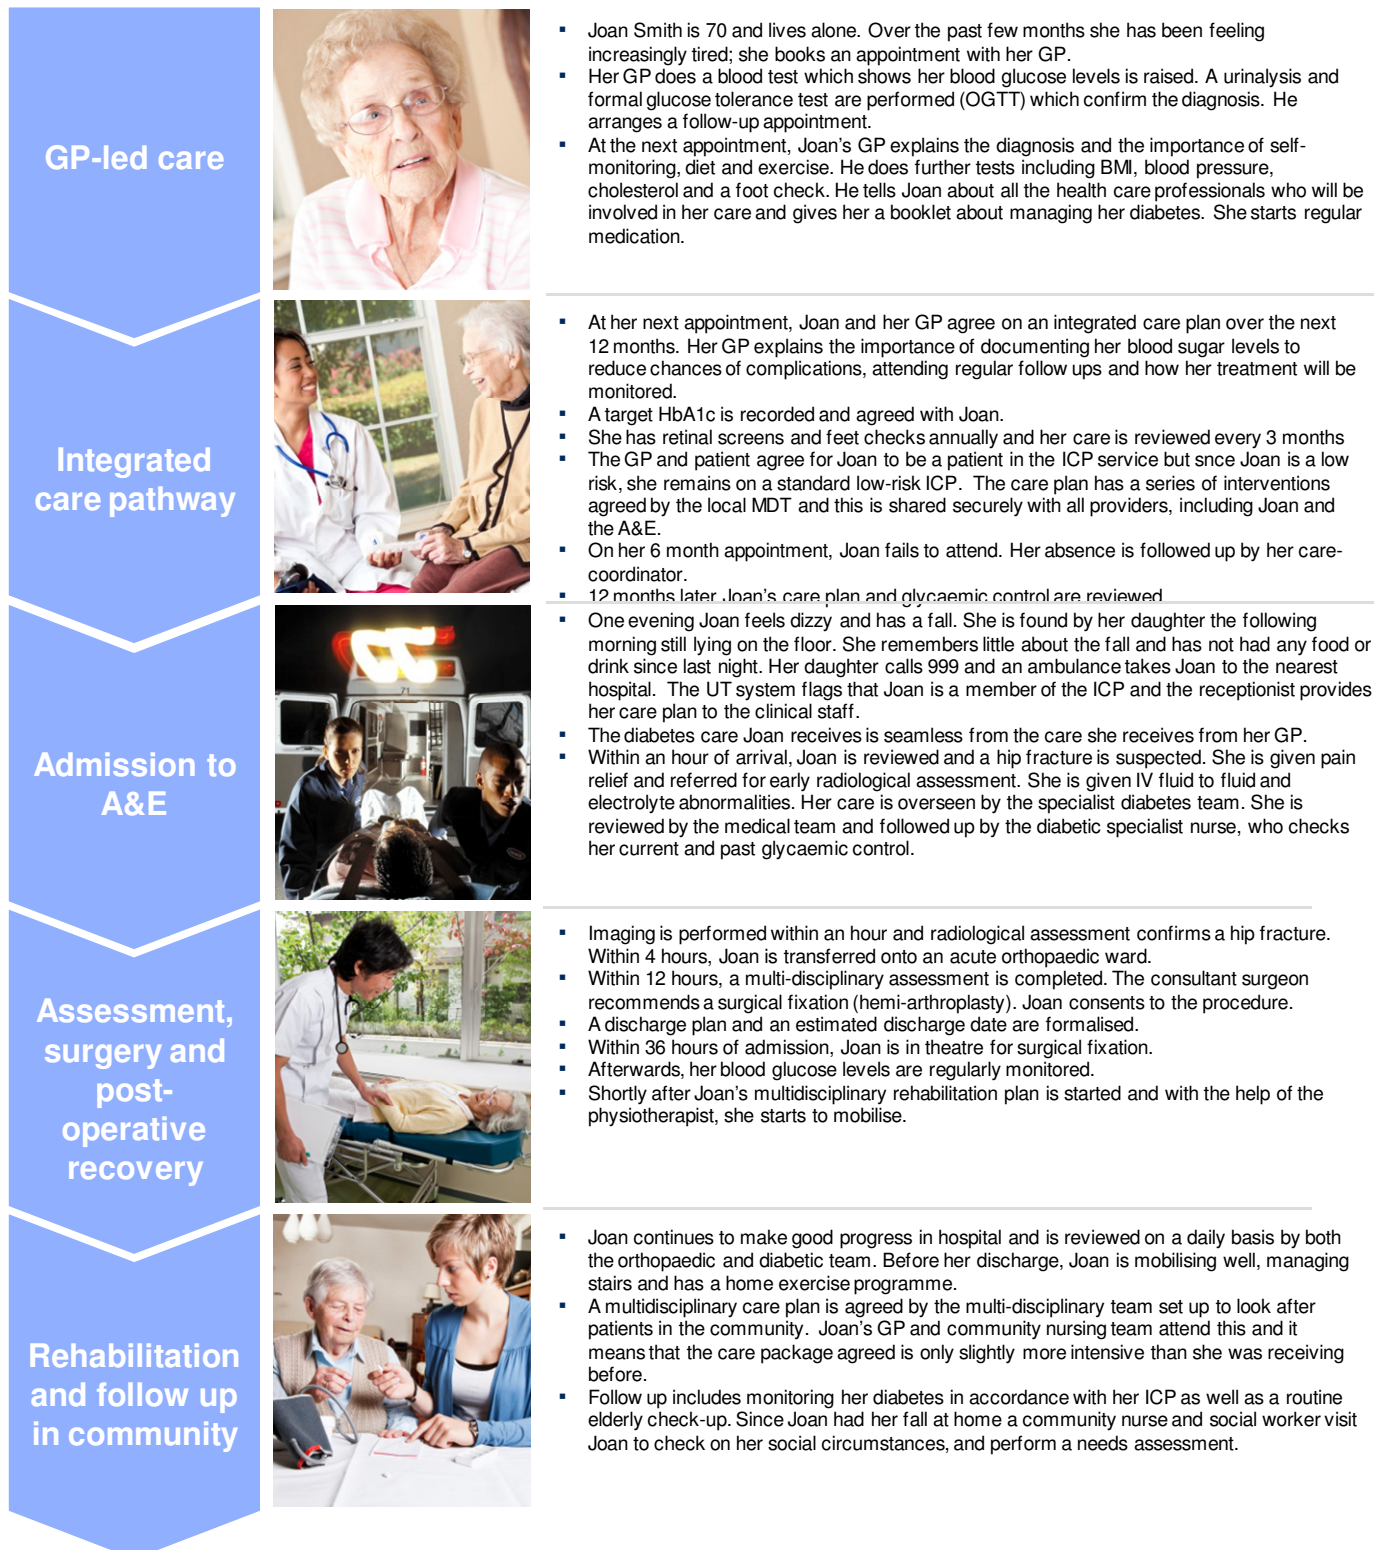 GP-led care
▪ Joan Smith is 70 and lives alone. Over the past few months she has been feeling
increasingly tired; she books an appointment with her GP.
▪ Her GP does a blood test which shows her blood glucose levels is raised. A urinalysis and
formal glucose tolerance test are performed (OGTT) which confirm the diagnosis. He
arranges a follow-up appointment.
▪ At the next appointment, Joan's GP explains the diagnosis and the importance of self-
monitoring, diet and exercise. He does further tests including BMI, blood pressure,
cholesterol and a foot check. He tells Joan about all the health care professionals who will be
involved in her care and gives her a booklet about managing her diabetes. She starts regular
medication.
Integrated
care pathway
▪ At her next appointment, Joan and her GP agree on an integrated care plan over the next
12 months. Her GP explains the importance of documenting her blood sugar levels to
reduce chances of complications, attending regular follow ups and how her treatment will be
monitored.
▪ A target HbA1c is recorded and agreed with Joan.
▪ She has retinal screens and feet checks annually and her care is reviewed every 3 months
▪ The GP and patient agree for Joan to be a patient in the ICP service but snce Joan is a low
risk, she remains on a standard low-risk ICP. The care plan has a series of interventions
agreed by the local MDT and this is shared securely with all providers, including Joan and
the A&E.
▪ On her 6 month appointment, Joan fails to attend. Her absence is followed up by her care-
coordinator.
▪ 12 months later Joan's care plan and glycaemic control are reviewed
Admission to
A&E
71
▪ One evening Joan feels dizzy and has a fall. She is found by her daughter the following
morning still lying on the floor. She remembers little about the fall and has not had any food or
drink since last night. Her daughter calls 999 and an ambulance takes Joan to the nearest
hospital. The UT system flags that Joan is a member of the ICP and the receptionist provides
her care plan to the clinical staff.
▪ The diabetes care Joan receives is seamless from the care she receives from her GP.
▪ Within an hour of arrival, Joan is reviewed and a hip fracture is suspected. She is given pain
relief and referred for early radiological assessment. She is given IV fluid to fluid and
electrolyte abnormalities. Her care is overseen by the specialist diabetes team. She is
reviewed by the medical team and followed up by the diabetic specialist nurse, who checks
her current and past glycaemic control.
Assessment,
surgery and
post-
operative
recovery
▪ Imaging is performed within an hour and radiological assessment confirms a hip fracture.
Within 4 hours, Joan is transferred onto an acute orthopaedic ward.
▪ Within 12 hours, a multi-disciplinary assessment is completed. The consultant surgeon
recommends a surgical fixation (hemi-arthroplasty). Joan consents to the procedure.
▪ A discharge plan and an estimated discharge date are formalised.
▪ Within 36 hours of admission, Joan is in theatre for surgical fixation.
▪ Afterwards, her blood glucose levels are regularly monitored.
▪ Shortly after Joan's multidisciplinary rehabilitation plan is started and with the help of the
physiotherapist, she starts to mobilise.
Rehabilitation
and follow up
in community
▪ Joan continues to make good progress in hospital and is reviewed on a daily basis by both
the orthopaedic and diabetic team. Before her discharge, Joan is mobilising well, managing
stairs and has a home exercise programme.
▪ A multidisciplinary care plan is agreed by the multi-disciplinary team set up to look after
patients in the community. Joan's GP and community nursing team attend this and it
means that the care package agreed is only slightly more intensive than she was receiving
before.
▪ Follow up includes monitoring her diabetes in accordance with her ICP as well as a routine
elderly check-up. Since Joan had her fall at home a community nurse and social worker visit
Joan to check on her social circumstances, and perform a needs assessment.